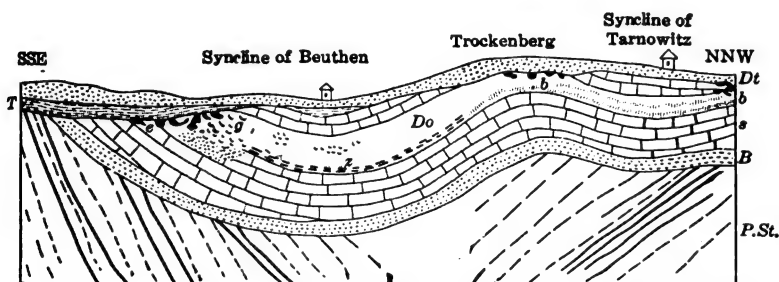 SSE
Syncline of Beuthen
Trockenberg
Syncline of
Tarnowitz
NNW
Dt
T
b
b
e
g
Do
s
z
B
P.St.